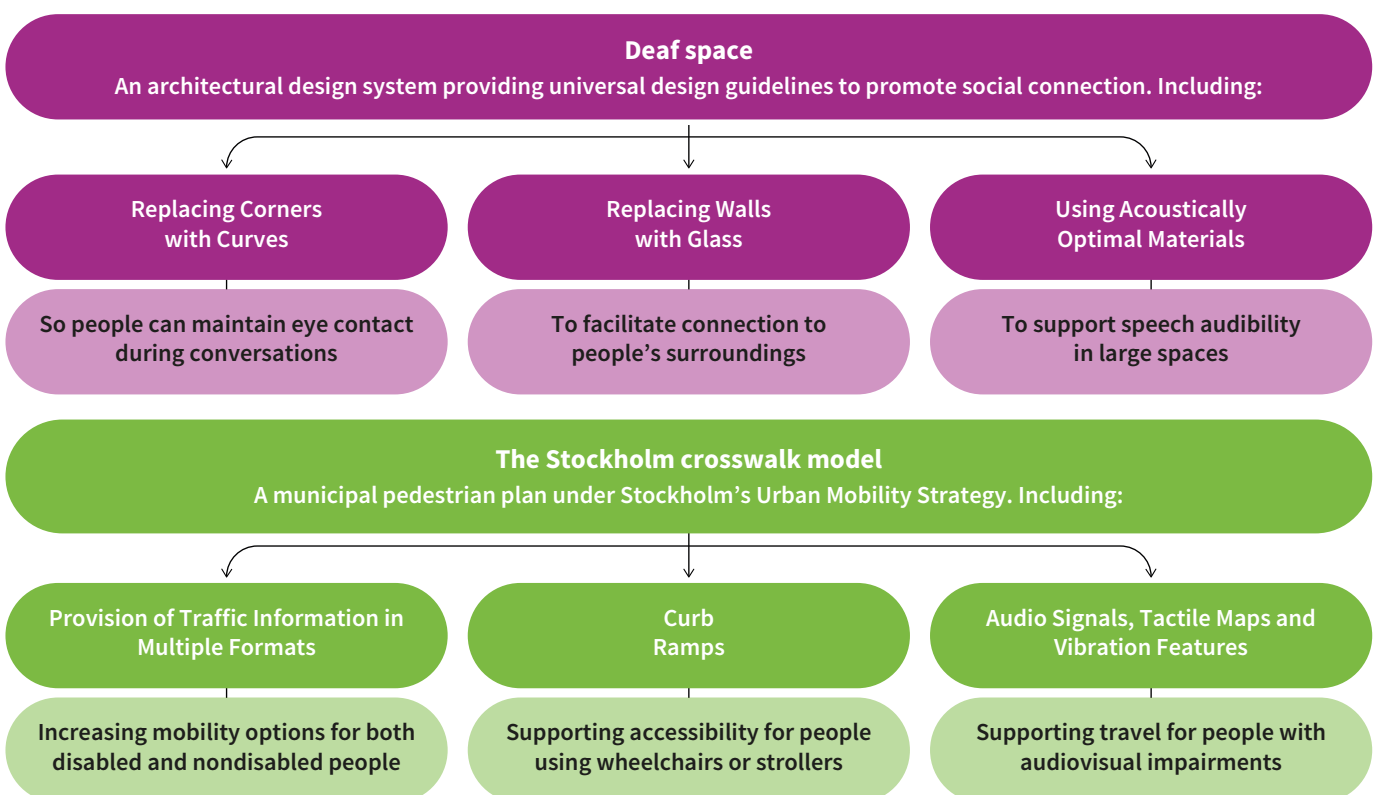 Deaf space
An architectural design system providing universal design guidelines to promote social connection. Including:
Replacing Corners
with Curves
So people can maintain eye contact
during conversations
Replacing Walls
with Glass
To facilitate connection to
people’s surroundings
Using Acoustically
Optimal Materials
To support speech audibility
in large spaces
The Stockholm crosswalk model
A municipal pedestrian plan under Stockholm’s Urban Mobility Strategy. Including:
Provision of Traffic Information in
Multiple Formats
Increasing mobility options for both
disabled and nondisabled people
Curb
Ramps
Supporting accessibility for people
using wheelchairs or strollers
Audio Signals, Tactile Maps and
Vibration Features
Supporting travel for people with
audiovisual impairments